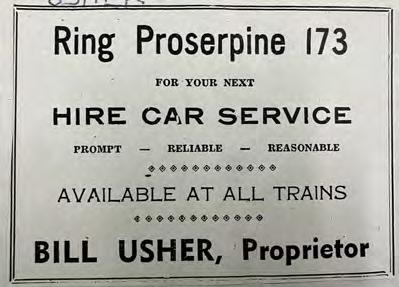 USHER
Ring Proserpine 173
FOR YOUR NEXT
HIRE CAR SERVICE
PROMPT — RELIABLE — REASONABLE
AVAILABLE AT ALL TRAINS
BILL USHER, Proprietor